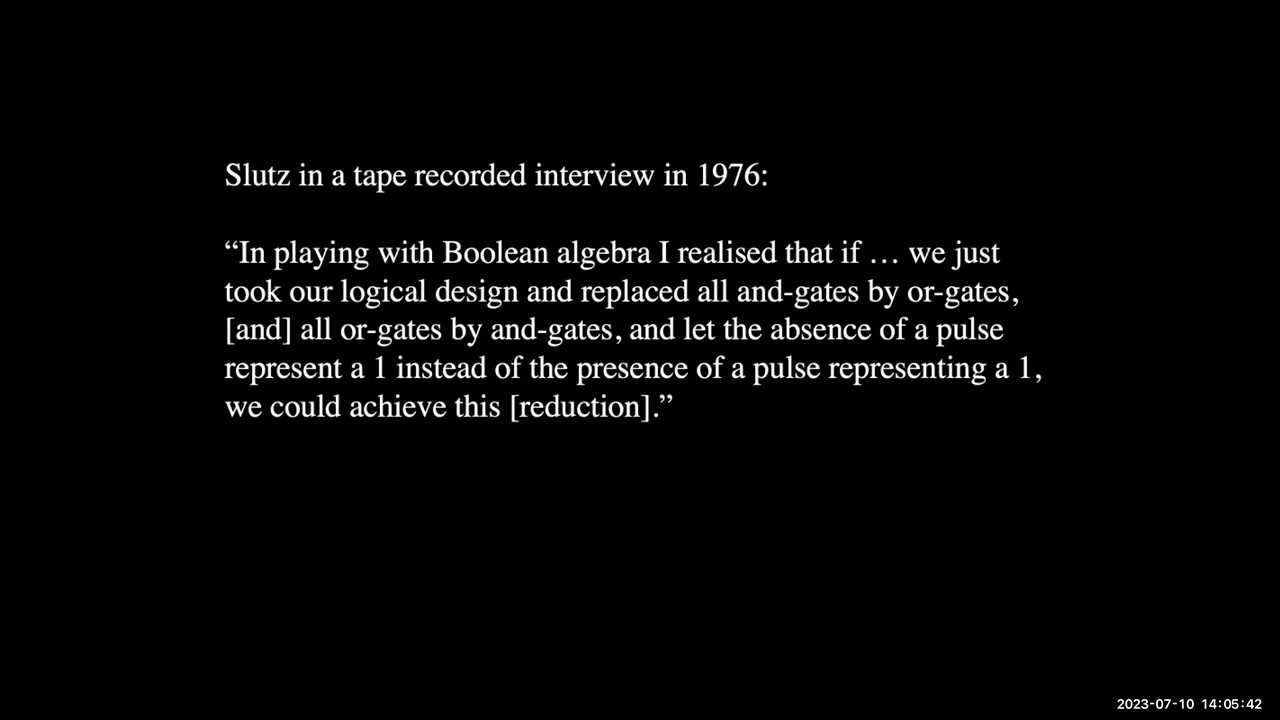 Slutz in a tape recorded interview in 1976:
“In playing with Boolean algebra I realised that if … we just
took our logical design and replaced all and-gates by or-gates,
[and] all or-gates by and-gates, and let the absence of a pulse
represent a 1 instead of the presence of a pulse representing a 1,
we could achieve this [reduction].”
2023-07-10 14:05:42